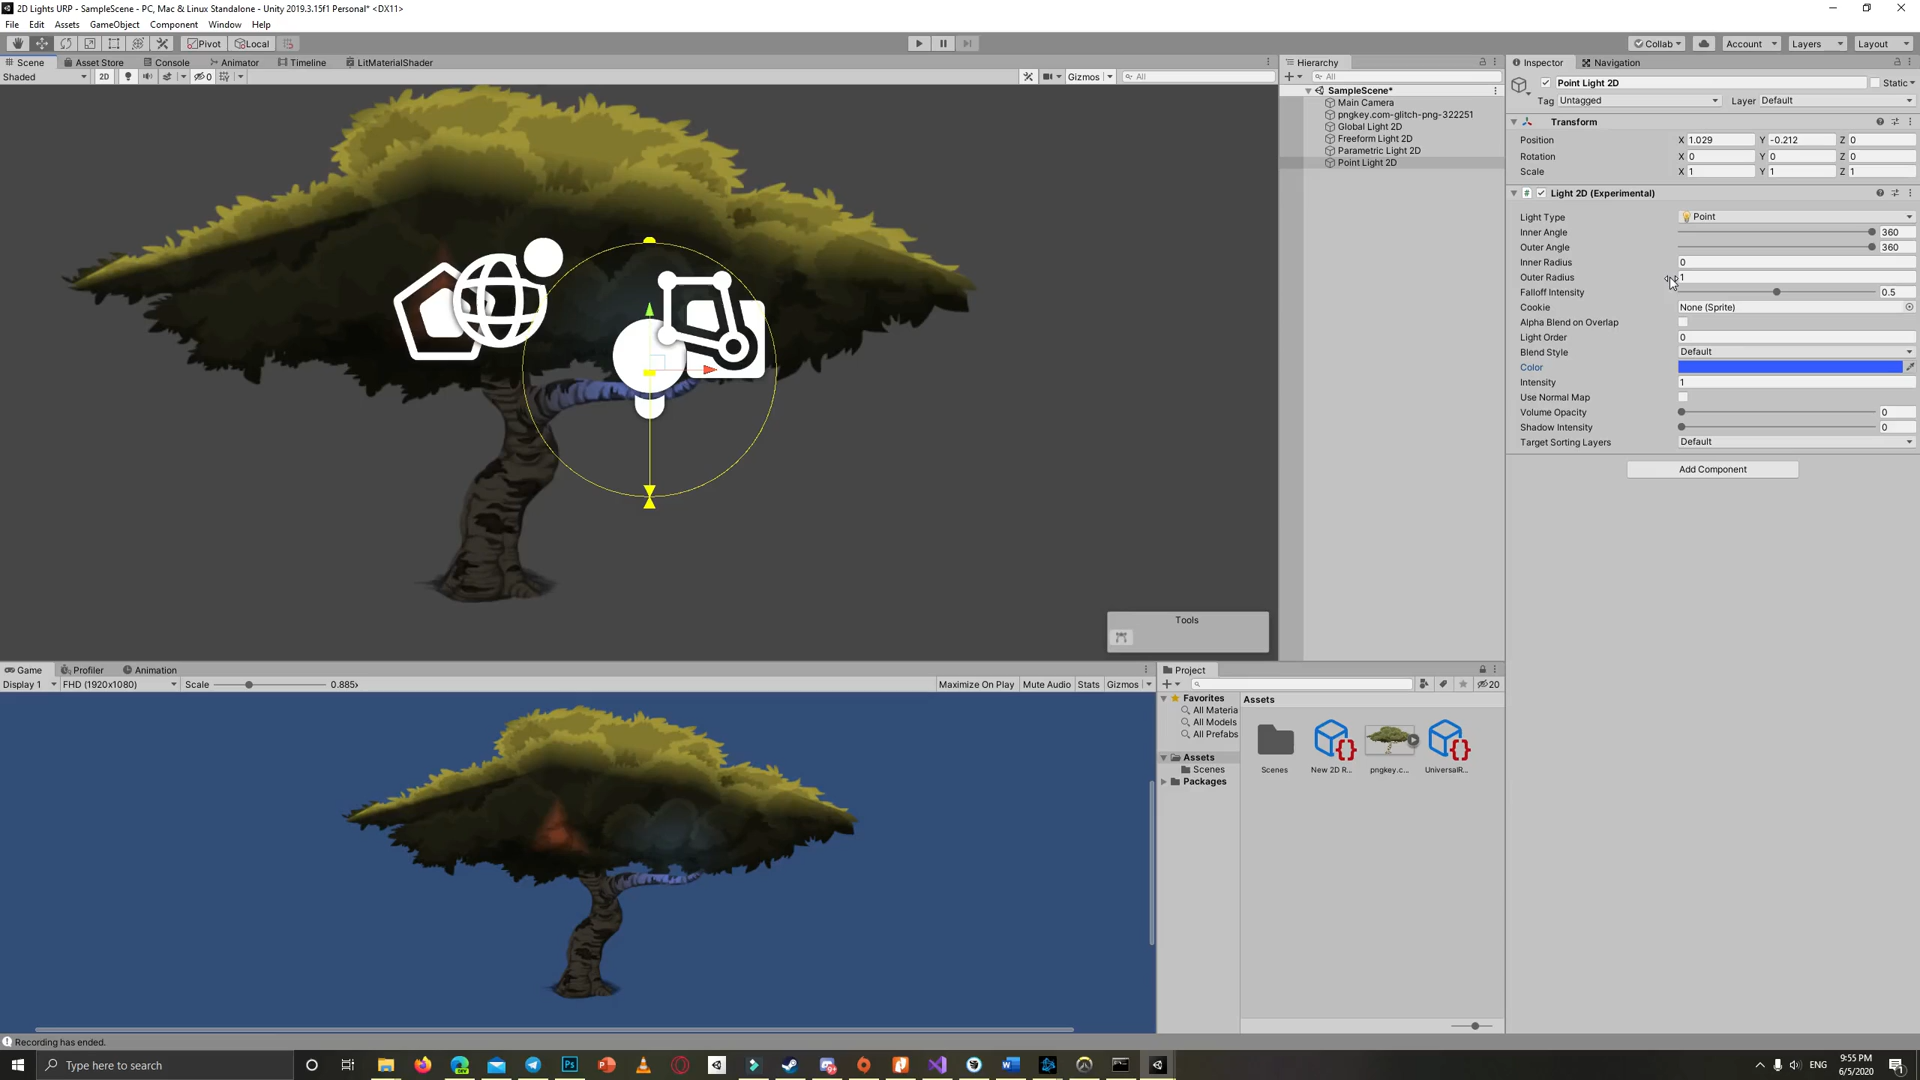 2D Lights URP - SampleScene - PC, Mac & Linux Standalone - Unity 2019.3.15f1 Personal* <DX11>
File Edit Assets GameObject Component Tools Window Help
Pivot Local Collab Account Layers Layout
Scene Asset Store Console Animator Timeline LitMaterialShader
Shaded 2D 0 Gizmos All
Tools
Hierarchy
All
SampleScene*
Main Camera
pngkey.com-glitch-png-322251
Global Light 2D
Freeform Light 2D
Parametric Light 2D
Point Light 2D
Inspector Navigation
Point Light 2D Static
Tag Untagged Layer Default
Transform
Position X 1.029 Y -0.212 Z 0
Rotation X 0 Y 0 Z 0
Scale X 1 Y 1 Z 1
Light 2D (Experimental)
Light Type Point
Inner Angle 360
Outer Angle 360
Inner Radius 0
Outer Radius 1
Falloff Intensity 0.5
Cookie None (Sprite)
Alpha Blend on Overlap
Light Order 0
Blend Style Default
Color
Intensity 1
Use Normal Map
Volume Opacity 0
Shadow Intensity 0
Target Sorting Layers Default
Add Component
Game Profiler Animation
Display 1 FHD (1920x1080) Scale 0.885x Maximize On Play Mute Audio Stats Gizmos
Project
20
Favorites
All Materia
All Models
All Prefabs
Assets
Scenes
Packages
Assets
Scenes New 2D R... pngkey.c... UniversalR...
Recording has ended.
Type here to search
ENG
9:55 PM
6/5/2020